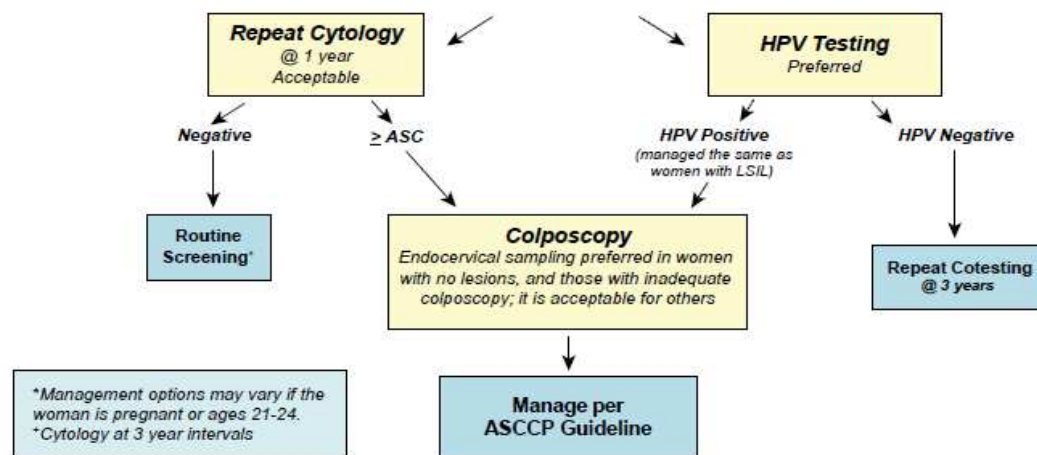 Repeat Cytology
@ 1 year
Acceptable
HPV Testing
Preferred
Negative
≥ ASC
HPV Positive
(managed the same as
women with LSIL)
HPV Negative
Routine
Screening⁺
Colposcopy
Endocervical sampling preferred in women
with no lesions, and those with inadequate
colposcopy; it is acceptable for others
Repeat Cotesting
@ 3 years
Manage per
ASCCP Guideline
*Management options may vary if the
woman is pregnant or ages 21-24.
⁺Cytology at 3 year intervals